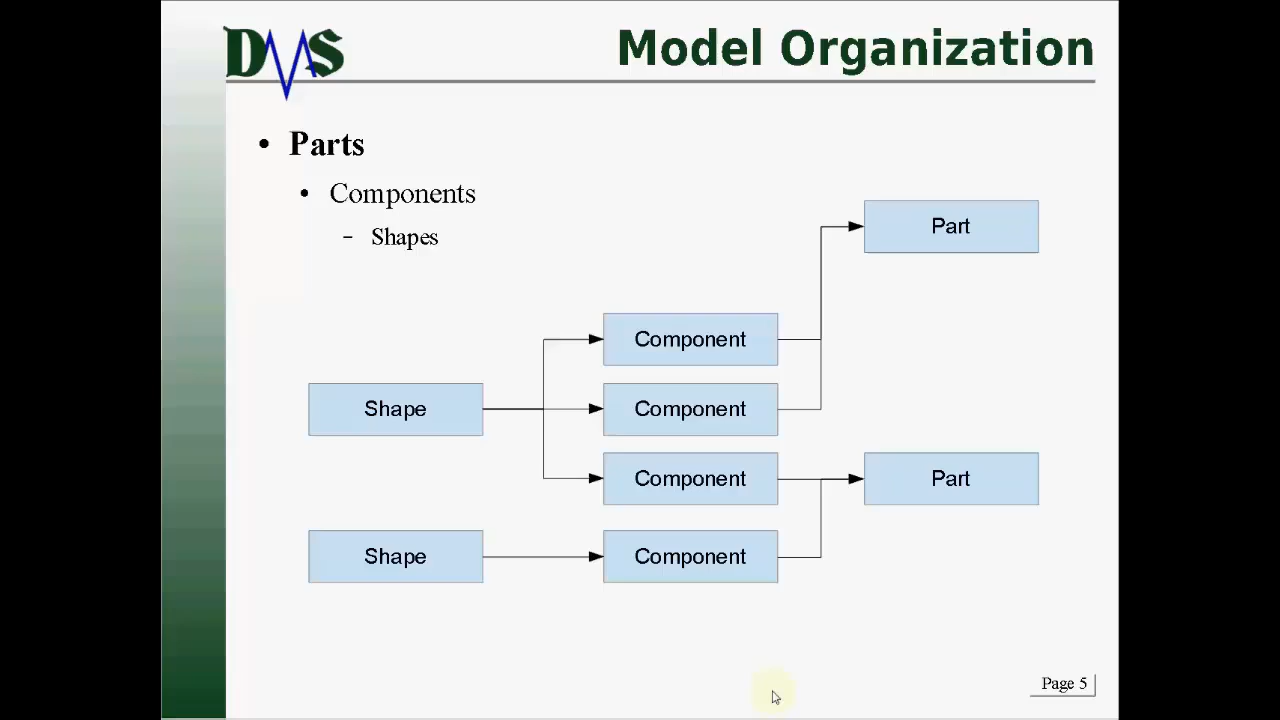 DVS
Model Organization
• Parts
• Components
– Shapes
Part
Component
Shape
Component
Component
Part
Shape
Component
Page 5